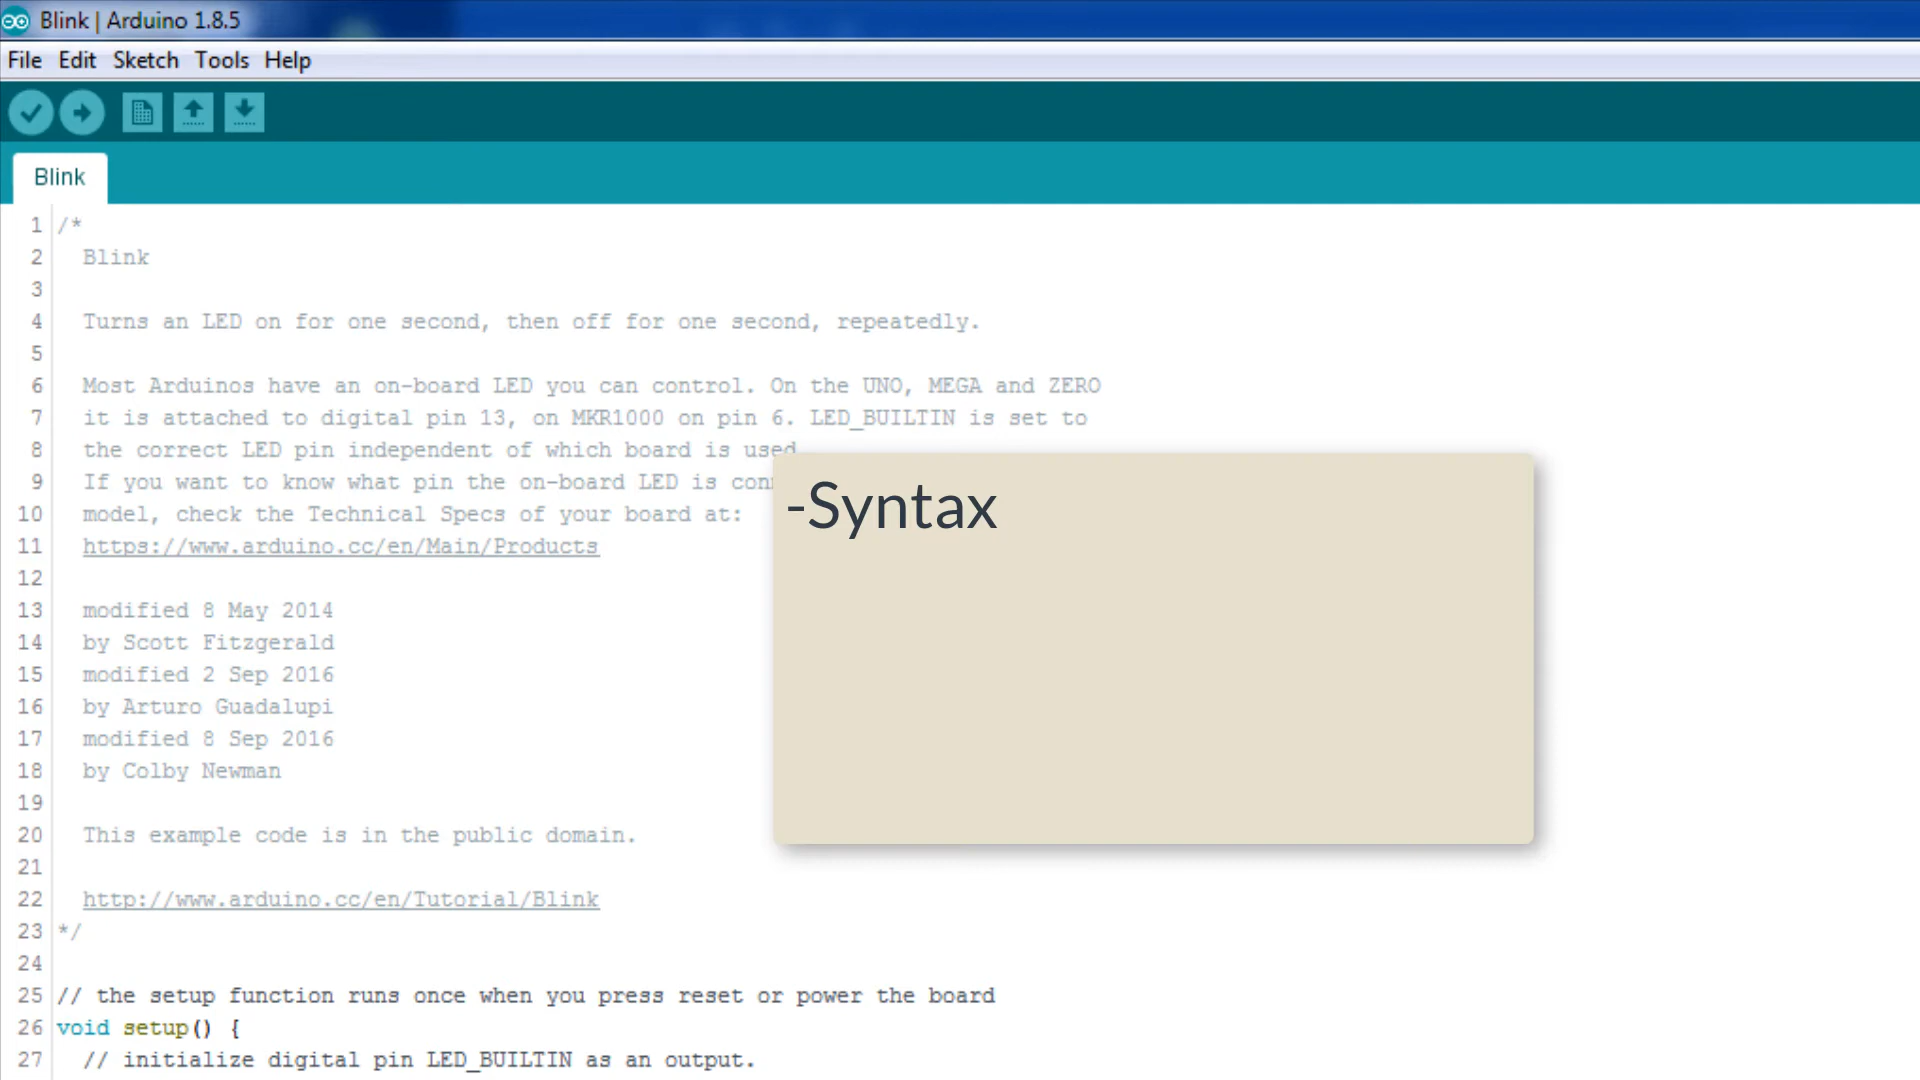 Blink | Arduino 1.8.5
File Edit Sketch Tools Help
Blink
1 /*
2 Blink
3
4 Turns an LED on for one second, then off for one second, repeatedly.
5
6 Most Arduinos have an on-board LED you can control. On the UNO, MEGA and ZERO
7 it is attached to digital pin 13, on MKR1000 on pin 6. LED_BUILTIN is set to
8 the correct LED pin independent of which board is used
9 If you want to know what pin the on-board LED is
10 model, check the Technical Specs of your board at:
11 https://www.arduino.cc/en/Main/Products
12
13 modified 8 May 2014
14 by Scott Fitzgerald
15 modified 2 Sep 2016
16 by Arturo Guadalupi
17 modified 8 Sep 2016
18 by Colby Newman
19
20 This example code is in the public domain.
21
22 http://www.arduino.cc/en/Tutorial/Blink
23 */
24
25 // the setup function runs once when you press reset or power the board
26 void setup() {
27 // initialize digital pin LED_BUILTIN as an output.
-Syntax